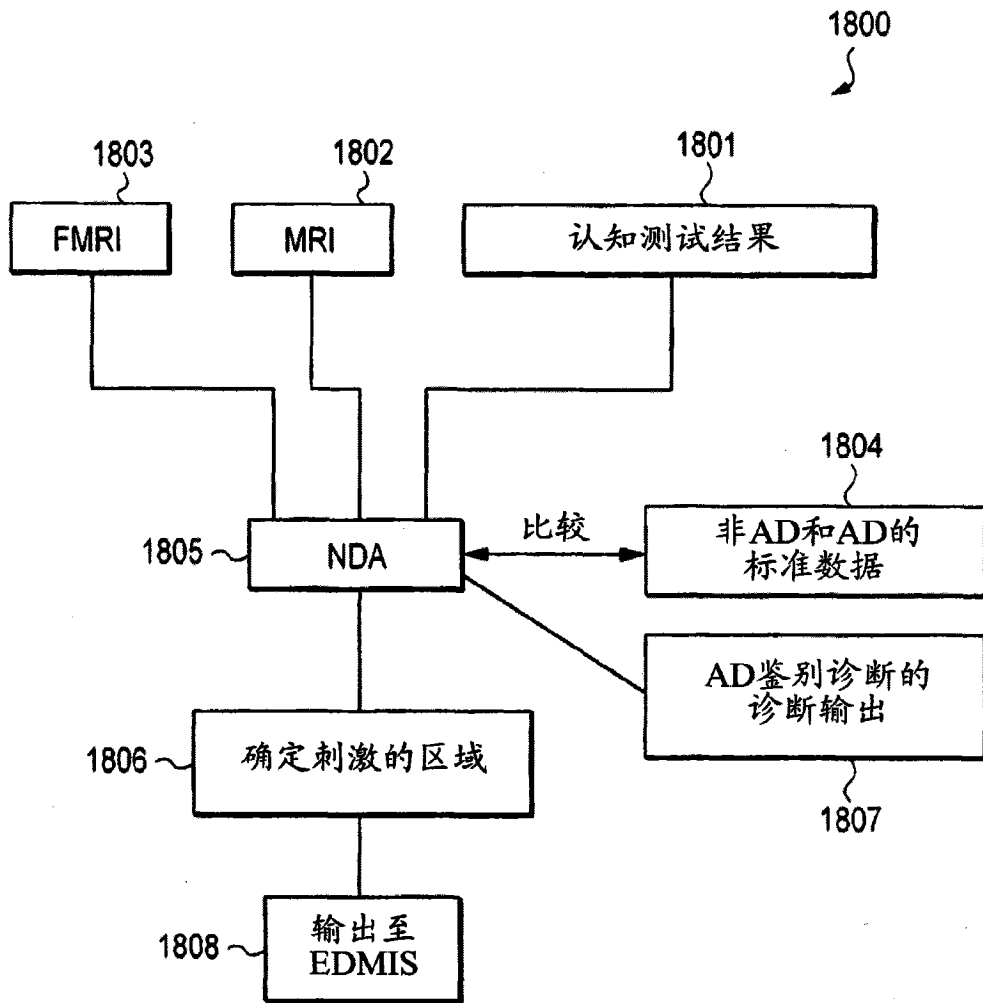 1800
1803
1802
1801
FMRI
MRI
认知测试结果
1804
比较
1805
NDA
非AD和AD的
标准数据
AD鉴别诊断的
诊断输出
1806
确定刺激的区域
1807
1808
输出至
EDMIS